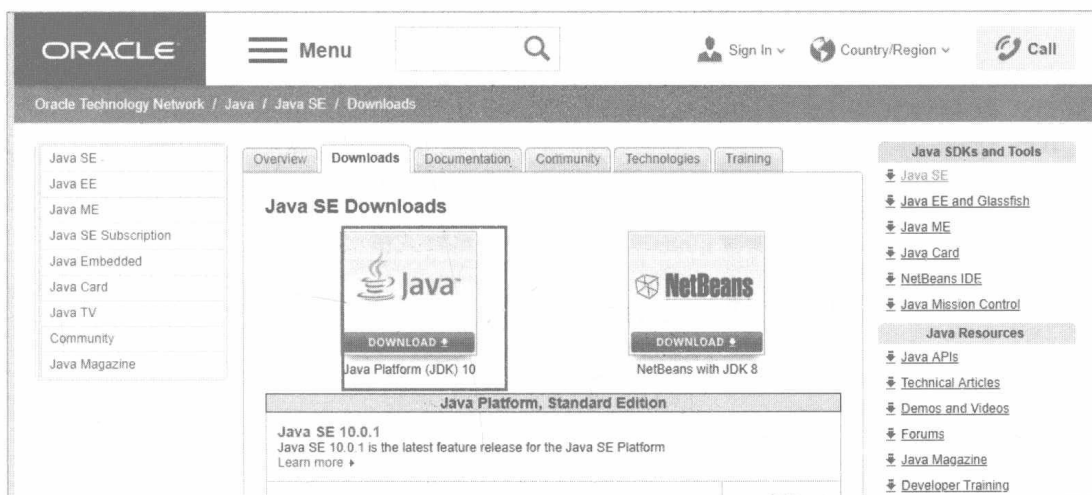 ORACLE
Menu
Sign In
Country/Region
Call
Oracle Technology Network / Java / Java SE / Downloads
Java SE
Java EE
Java ME
Java SE Subscription
Java Embedded
Java Card
Java TV
Community
Java Magazine
Overview
Downloads
Documentation
Community
Technologies
Training
Java SE Downloads
Java™
DOWNLOAD
Java Platform (JDK) 10
NetBeans
DOWNLOAD
NetBeans with JDK 8
Java Platform, Standard Edition
Java SE 10.0.1
Java SE 10.0.1 is the latest feature release for the Java SE Platform
Learn more
Java SDKs and Tools
Java SE
Java EE and Glassfish
Java ME
Java Card
NetBeans IDE
Java Mission Control
Java Resources
Java APIs
Technical Articles
Demos and Videos
Forums
Java Magazine
Developer Training